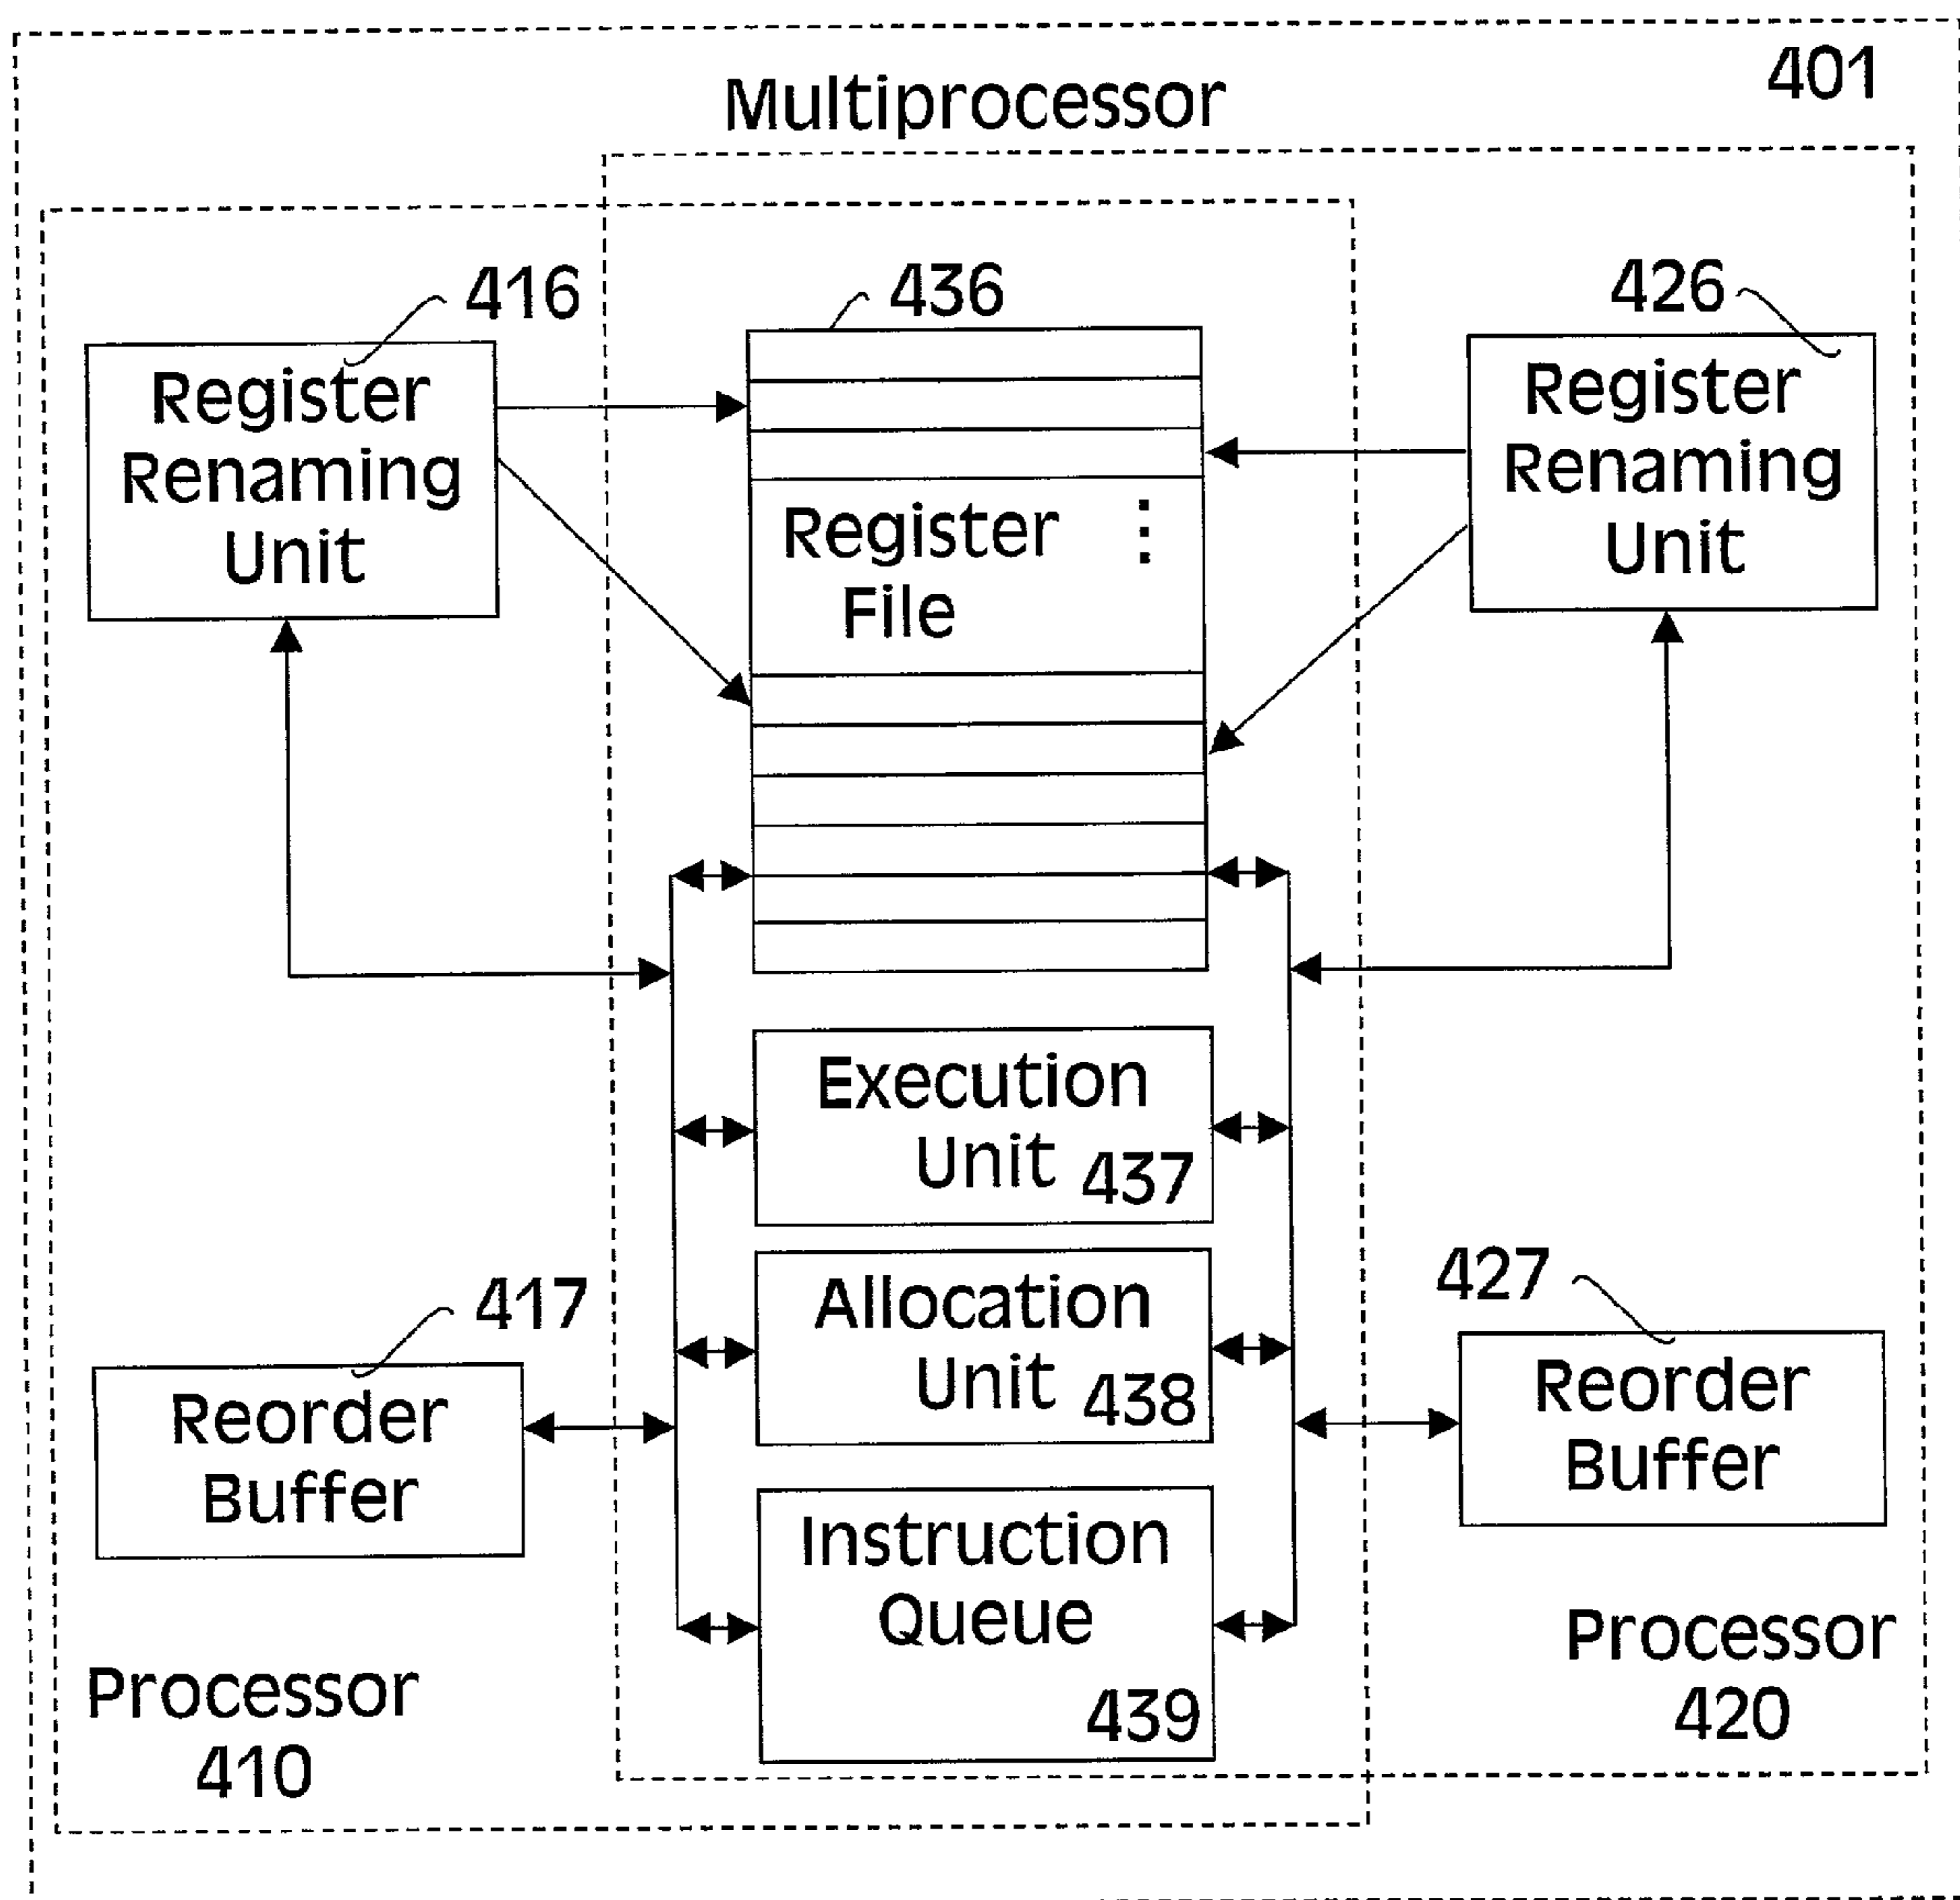 401
Multiprocessor
416
436
426
Register
Renaming
Unit
Register
File
Register
Renaming
Unit
Execution
Unit 437
417
Allocation
Unit 438
427
Reorder
Buffer
Reorder
Buffer
Instruction
Queue
439
Processor
410
Processor
420